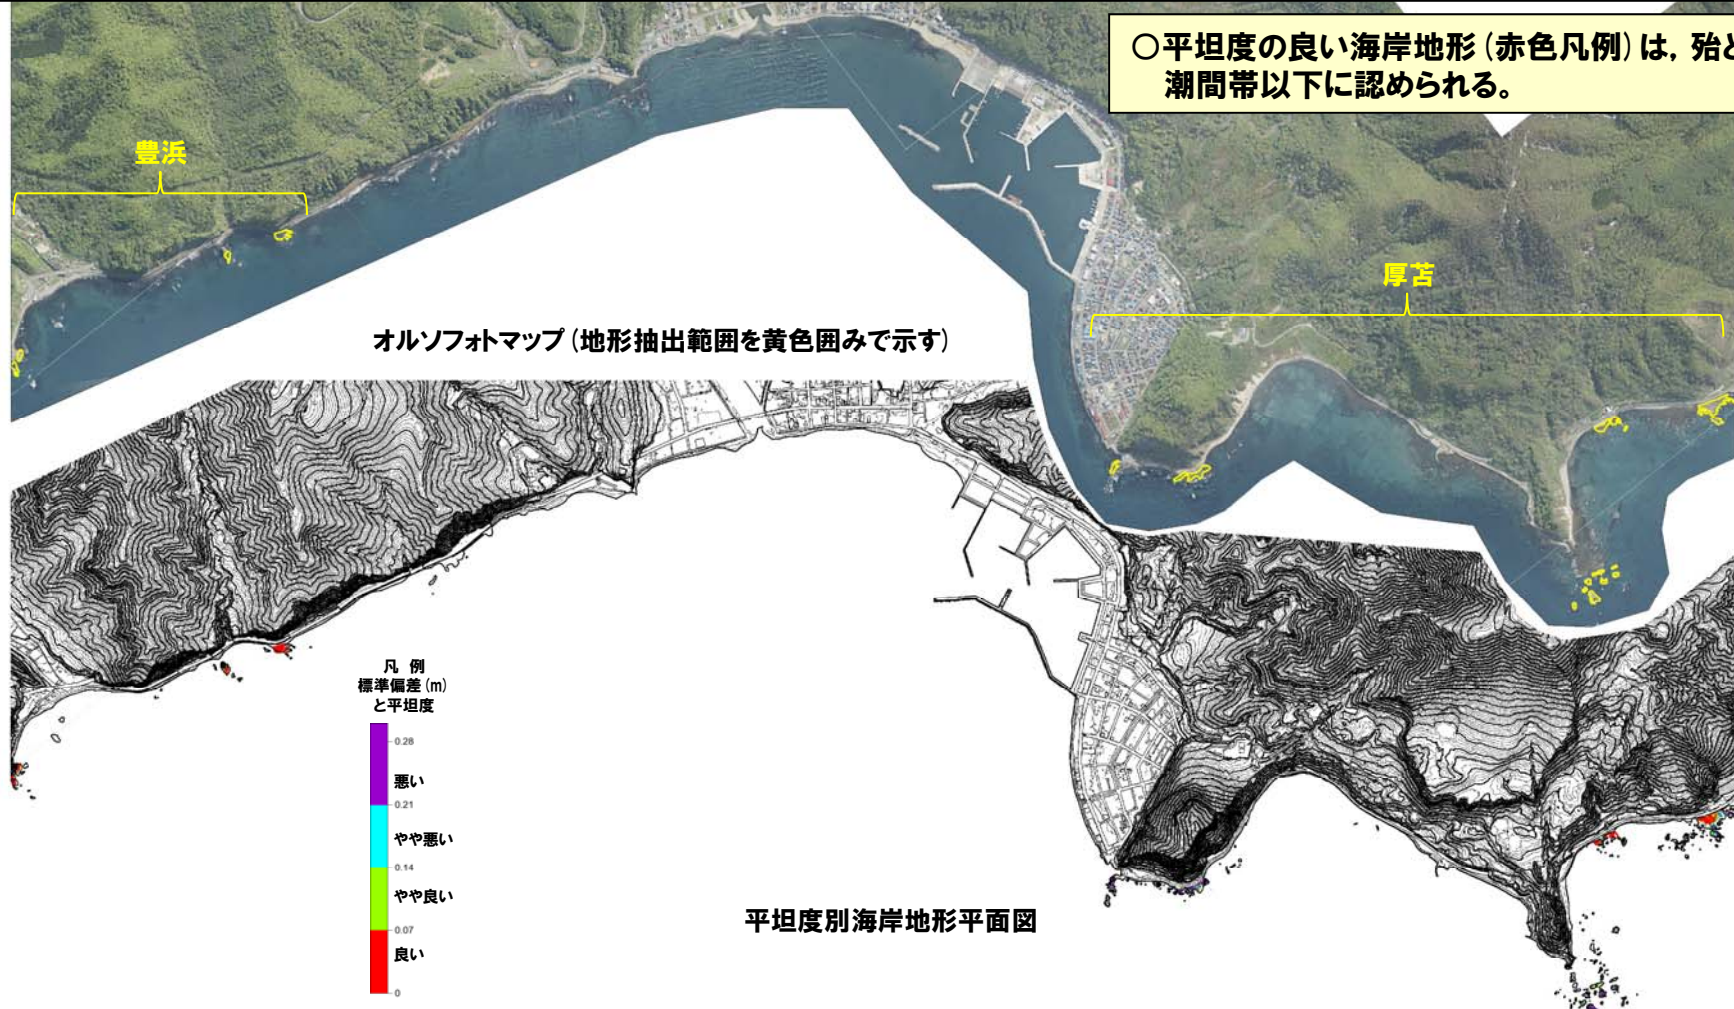 ○平坦度の良い海岸地形(赤色凡例)は，殆ど
潮間帯以下に認められる。
豊浜
厚苫
オルソフォトマップ(地形抽出範囲を黄色囲みで示す)
凡 例
標準偏差(m)
と平坦度
0.28
悪い
0.21
やや悪い
0.14
やや良い
0.07
良い
0
平坦度別海岸地形平面図